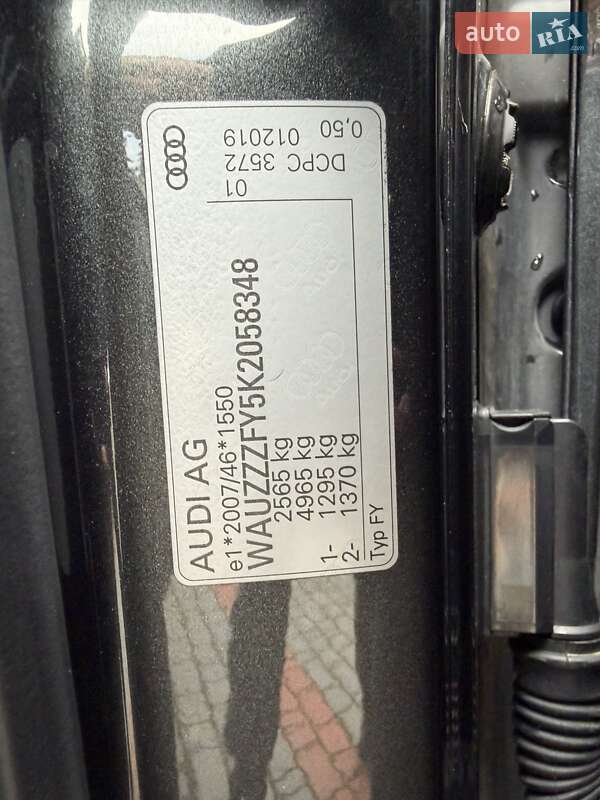 auto RIA.com
AUDI AG
e1*2007/46*1550
WAUZZZFY5K2058348
2565 kg
4965 kg
1- 1295 kg
2- 1370 kg
Typ FY
01
DCPC 3572
012019
0,50